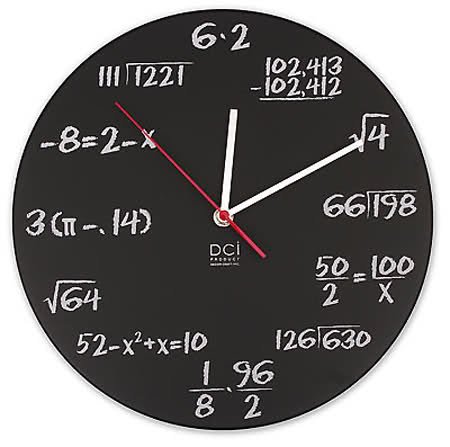 6·2
102,413
-102,412
√4
66)198
50/2 = 100/x
126)630
1/8 · 96/2
52-x²+x=10
√64
3(π-.14)
-8=2-x
111)1221
DCI
PRODUCT